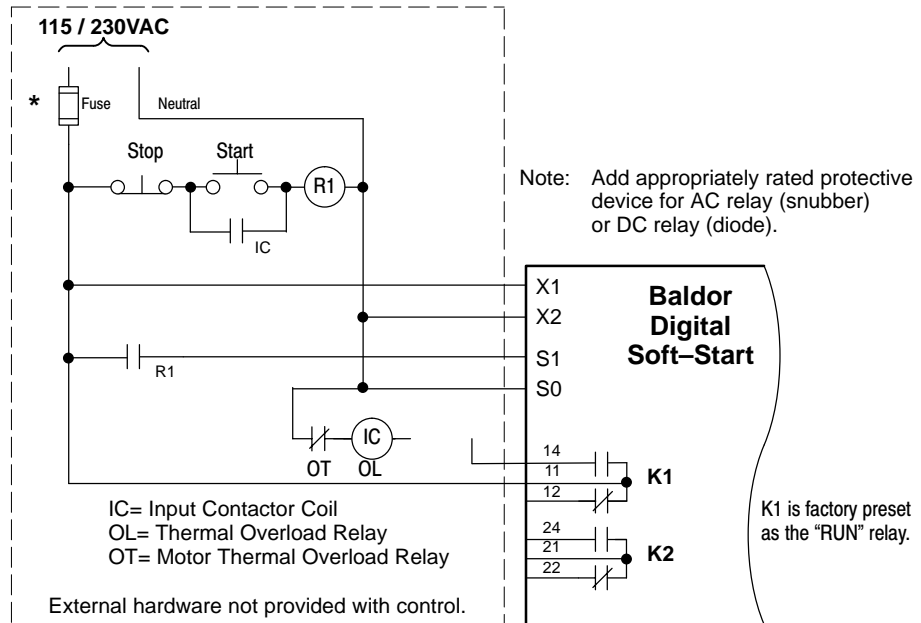 115 / 230VAC
*
Fuse
Neutral
Stop
Start
R1
IC
Note: Add appropriately rated protective
device for AC relay (snubber)
or DC relay (diode).
X1
X2
S1
S0
Baldor
Digital
Soft–Start
R1
IC
OT
OL
14
11
12
K1
24
21
22
K2
K1 is factory preset
as the “RUN” relay.
IC= Input Contactor Coil
OL= Thermal Overload Relay
OT= Motor Thermal Overload Relay
External hardware not provided with control.